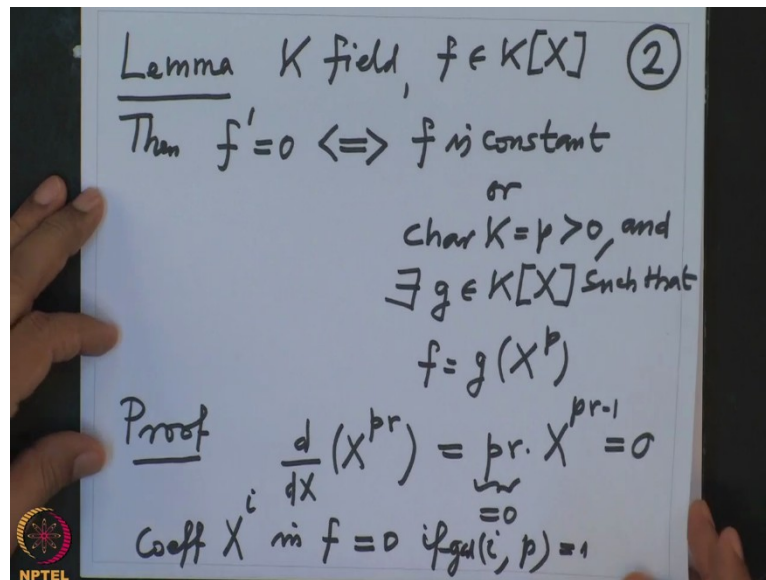 Lemma K field, f ∈ K[X] ②
Then f' = 0 <=> f is constant
or
char K = p > 0, and
∃ g ∈ K[X] such that
f = g(X^p)
Proof d/dX (X^{pr}) = pr · X^{pr-1} = 0
= 0
Coeff X^i in f = 0 if gcd(i, p) = 1
NPTEL